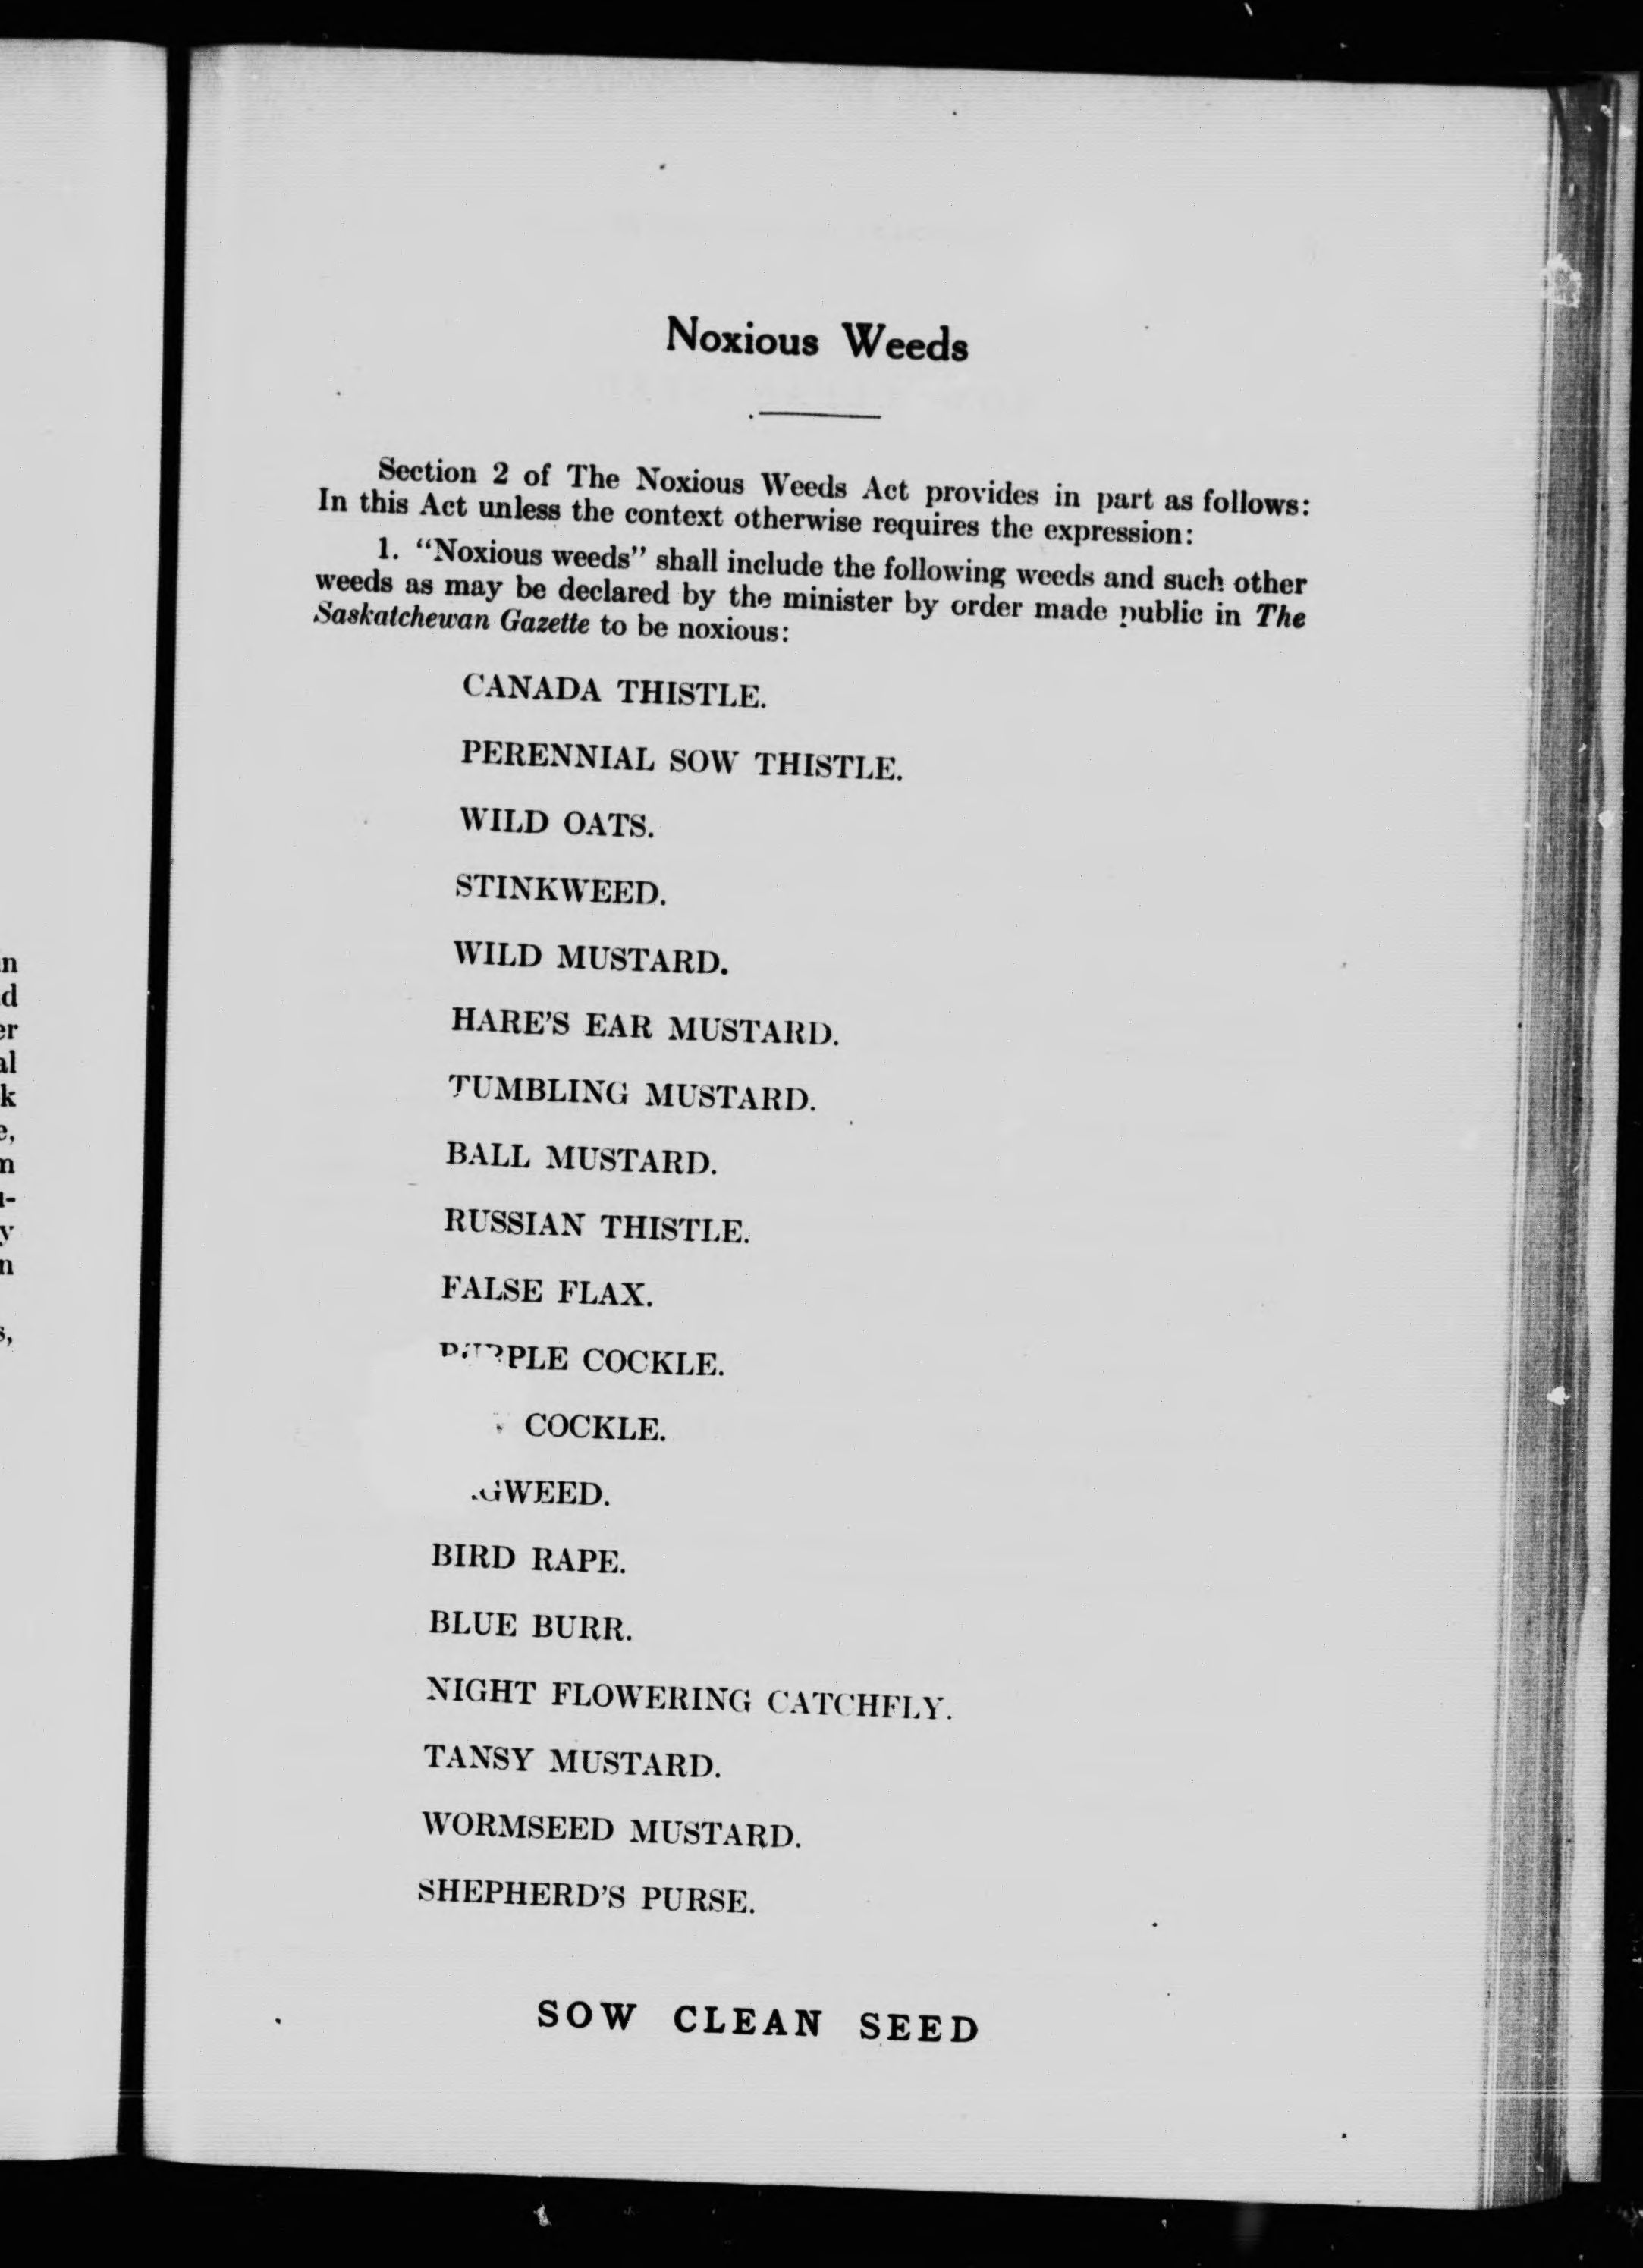 Noxious Weeds
Section 2 of The Noxious Weeds Act provides in part as follows:
In this Act unless the context otherwise requires the expression:
1. “Noxious weeds” shall include the following weeds and such other
weeds as may be declared by the minister by order made public in The
Saskatchewan Gazette to be noxious:
CANADA THISTLE.
PERENNIAL SOW THISTLE.
WILD OATS.
STINKWEED.
WILD MUSTARD.
HARE’S EAR MUSTARD.
TUMBLING MUSTARD.
BALL MUSTARD.
RUSSIAN THISTLE.
FALSE FLAX.
PURPLE COCKLE.
COCKLE.
GWEED.
BIRD RAPE.
BLUE BURR.
NIGHT FLOWERING CATCHFLY.
TANSY MUSTARD.
WORMSEED MUSTARD.
SHEPHERD’S PURSE.
SOW CLEAN SEED